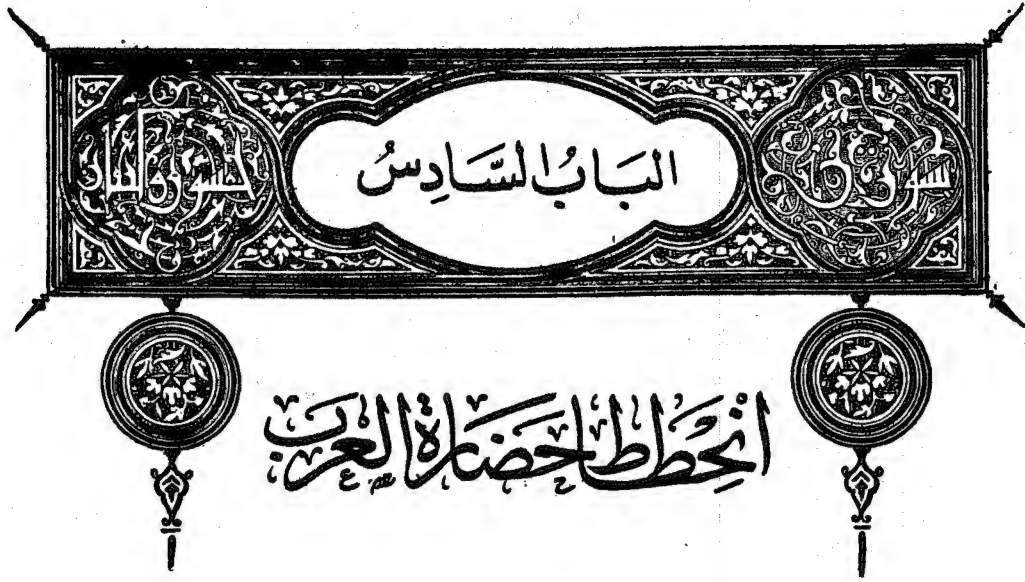 البَابُ السَّادِسُ
انْحِطَاطُ حَضَارَةِ العَرَبِ